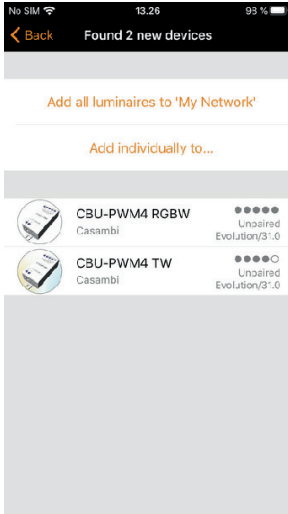 No SIM 13.26 93 %
Back Found 2 new devices
Add all luminaires to 'My Network'
Add individually to...
CBU-PWM4 RGBW
Casambi
Unpaired
Evolution/31.0
CBU-PWM4 TW
Casambi
Unpaired
Evolution/31.0